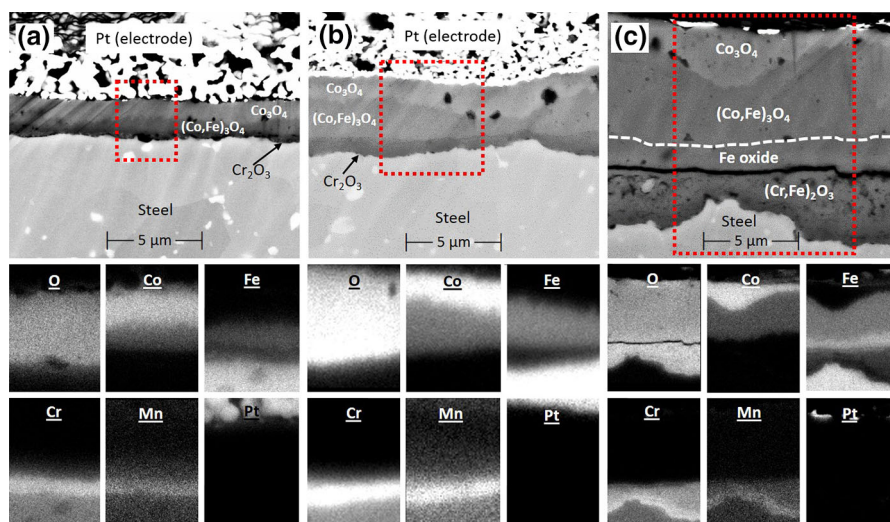 (a)
Pt (electrode)
Co₃O₄
(Co,Fe)₃O₄
Cr₂O₃
Steel
5 µm
(b)
Pt (electrode)
Co₃O₄
(Co,Fe)₃O₄
Cr₂O₃
Steel
5 µm
(c)
Co₃O₄
(Co,Fe)₃O₄
Fe oxide
(Cr,Fe)₂O₃
Steel
5 µm
O Co Fe
O Co Fe
O Co Fe
Cr Mn Pt
Cr Mn Pt
Cr Mn Pt